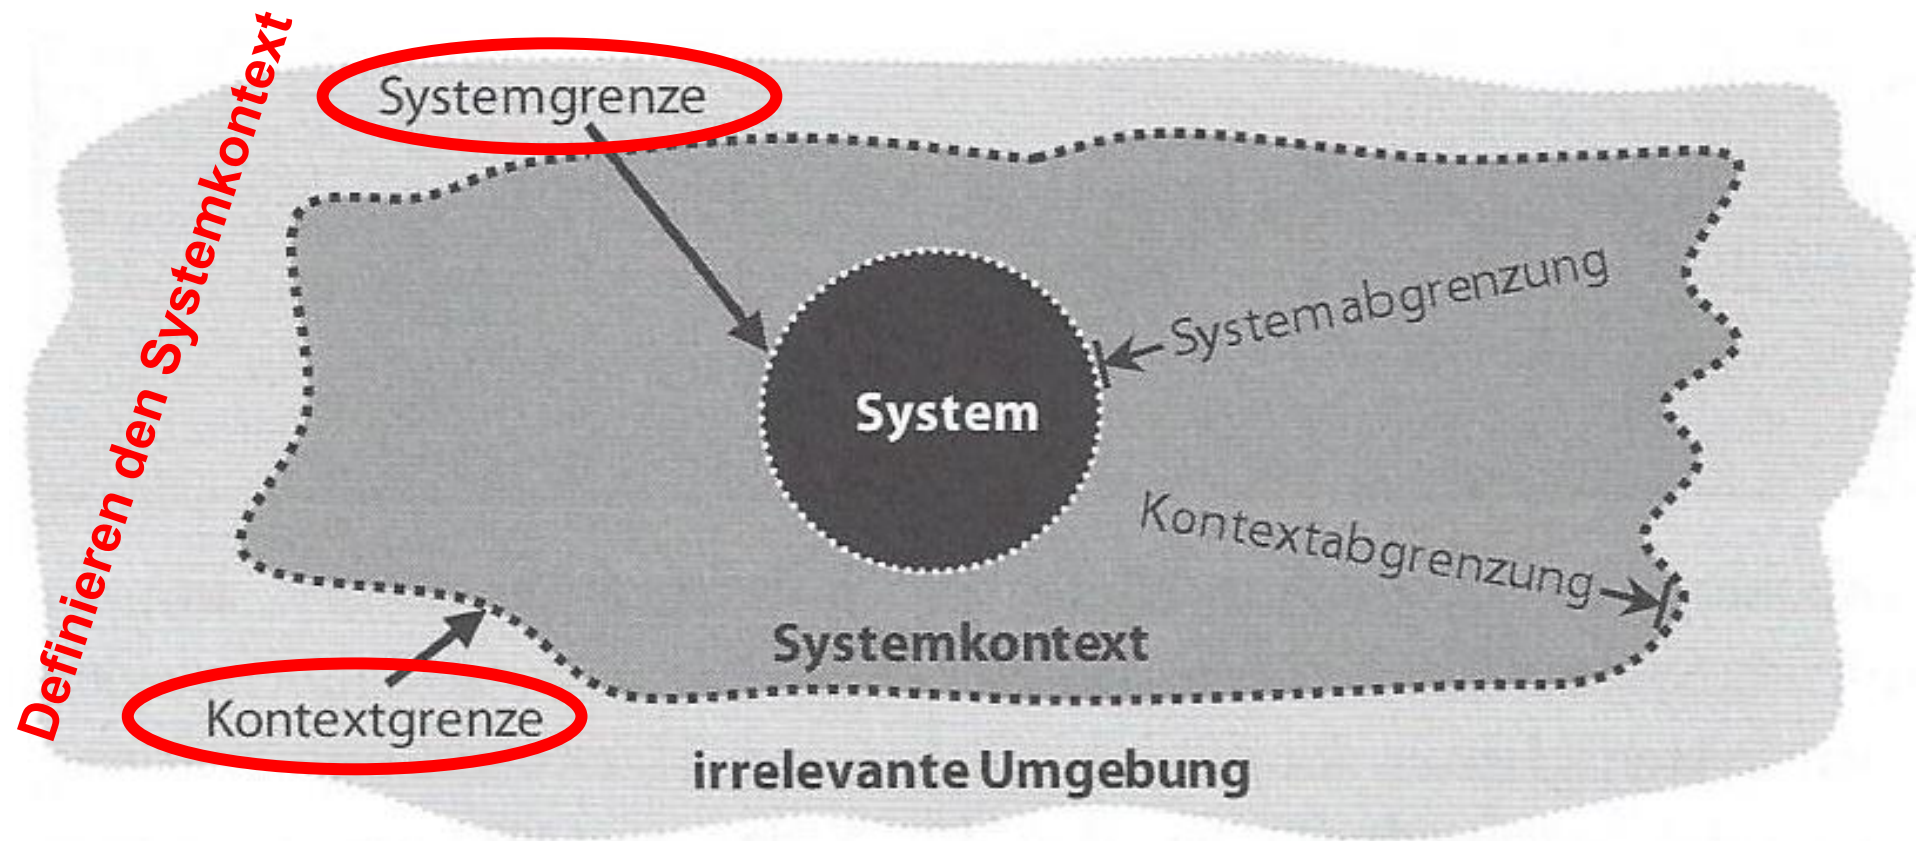 Definieren den Systemkontext
Systemgrenze
Systemabgrenzung
System
Kontextabgrenzung
Systemkontext
Kontextgrenze
irrelevante Umgebung